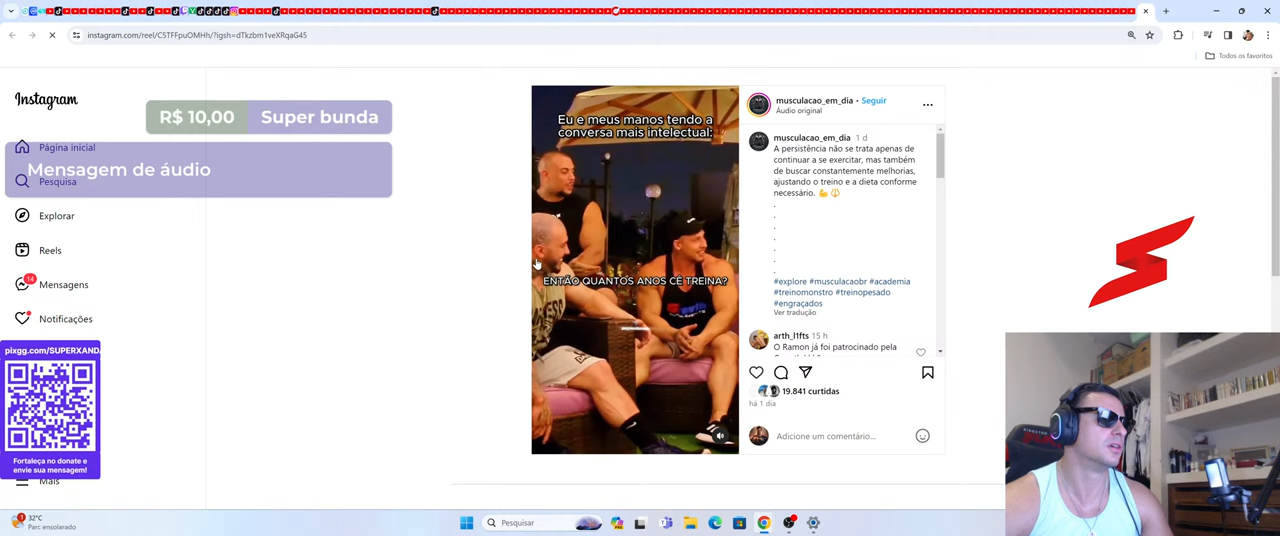 instagram.com/reel/C5TFFpuOMHh/?igsh=dTkzbm1veXRqaG45
Todos os favoritos
Instagram
R$ 10,00 Super bunda
Mensagem de áudio
Página inicial
Pesquisa
Explorar
Reels
14
Mensagens
Notificações
Mais
pixgg.com/SUPERXANDA
Fortaleça no donate e
envie sua mensagem!
Eu e meus manos tendo a
conversa mais intelectual:
ENTÃO QUANTOS ANOS CÊ TREINA?
musculacao_em_dia • Seguir
Áudio original
musculacao_em_dia 1 d
A persistência não se trata apenas de
continuar a se exercitar, mas também
de buscar constantemente melhorias,
ajustando o treino e a dieta conforme
necessário. 💪
.
.
.
.
.
.
.
#explore #musculacaobr #academia
#treinomonstro #treinopesado
#engraçados
Ver tradução
arth_l1fts 15 h
O Ramon já foi patrocinado pela
19.841 curtidas
há 1 dia
Adicione um comentário...
1
32°C
Parc ensolarado
Pesquisar